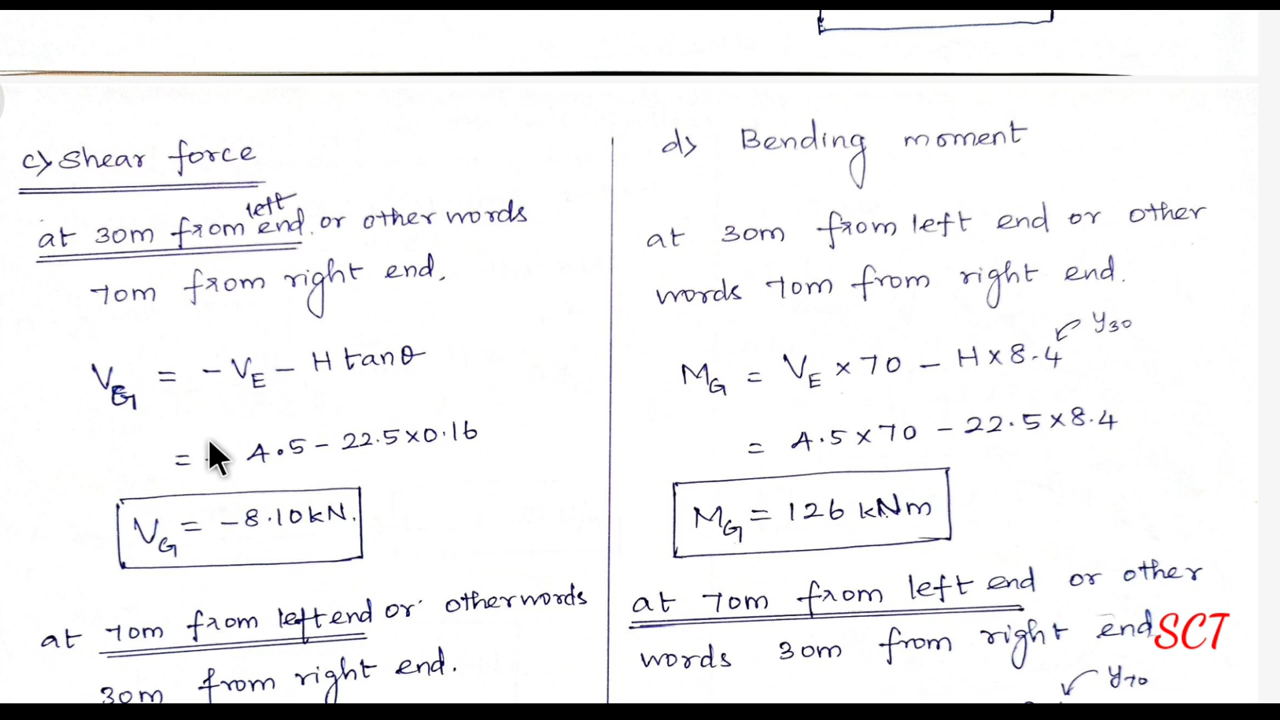 c) Shear force
at 30m from left end. or other words
70m from right end.
VG = -VE - H tanθ
= 4.5 - 22.5×0.16
VG = -8.10kN.
at 70m from left end or otherwords
30m from right end.
d) Bending moment
at 30m from left end or other
words 70m from right end.
y30
MG = VE × 70 - H × 8.4
= 4.5×70 - 22.5×8.4
MG = 126 kNm
at 70m from left end or other
words 30m from right end
y70
SCT